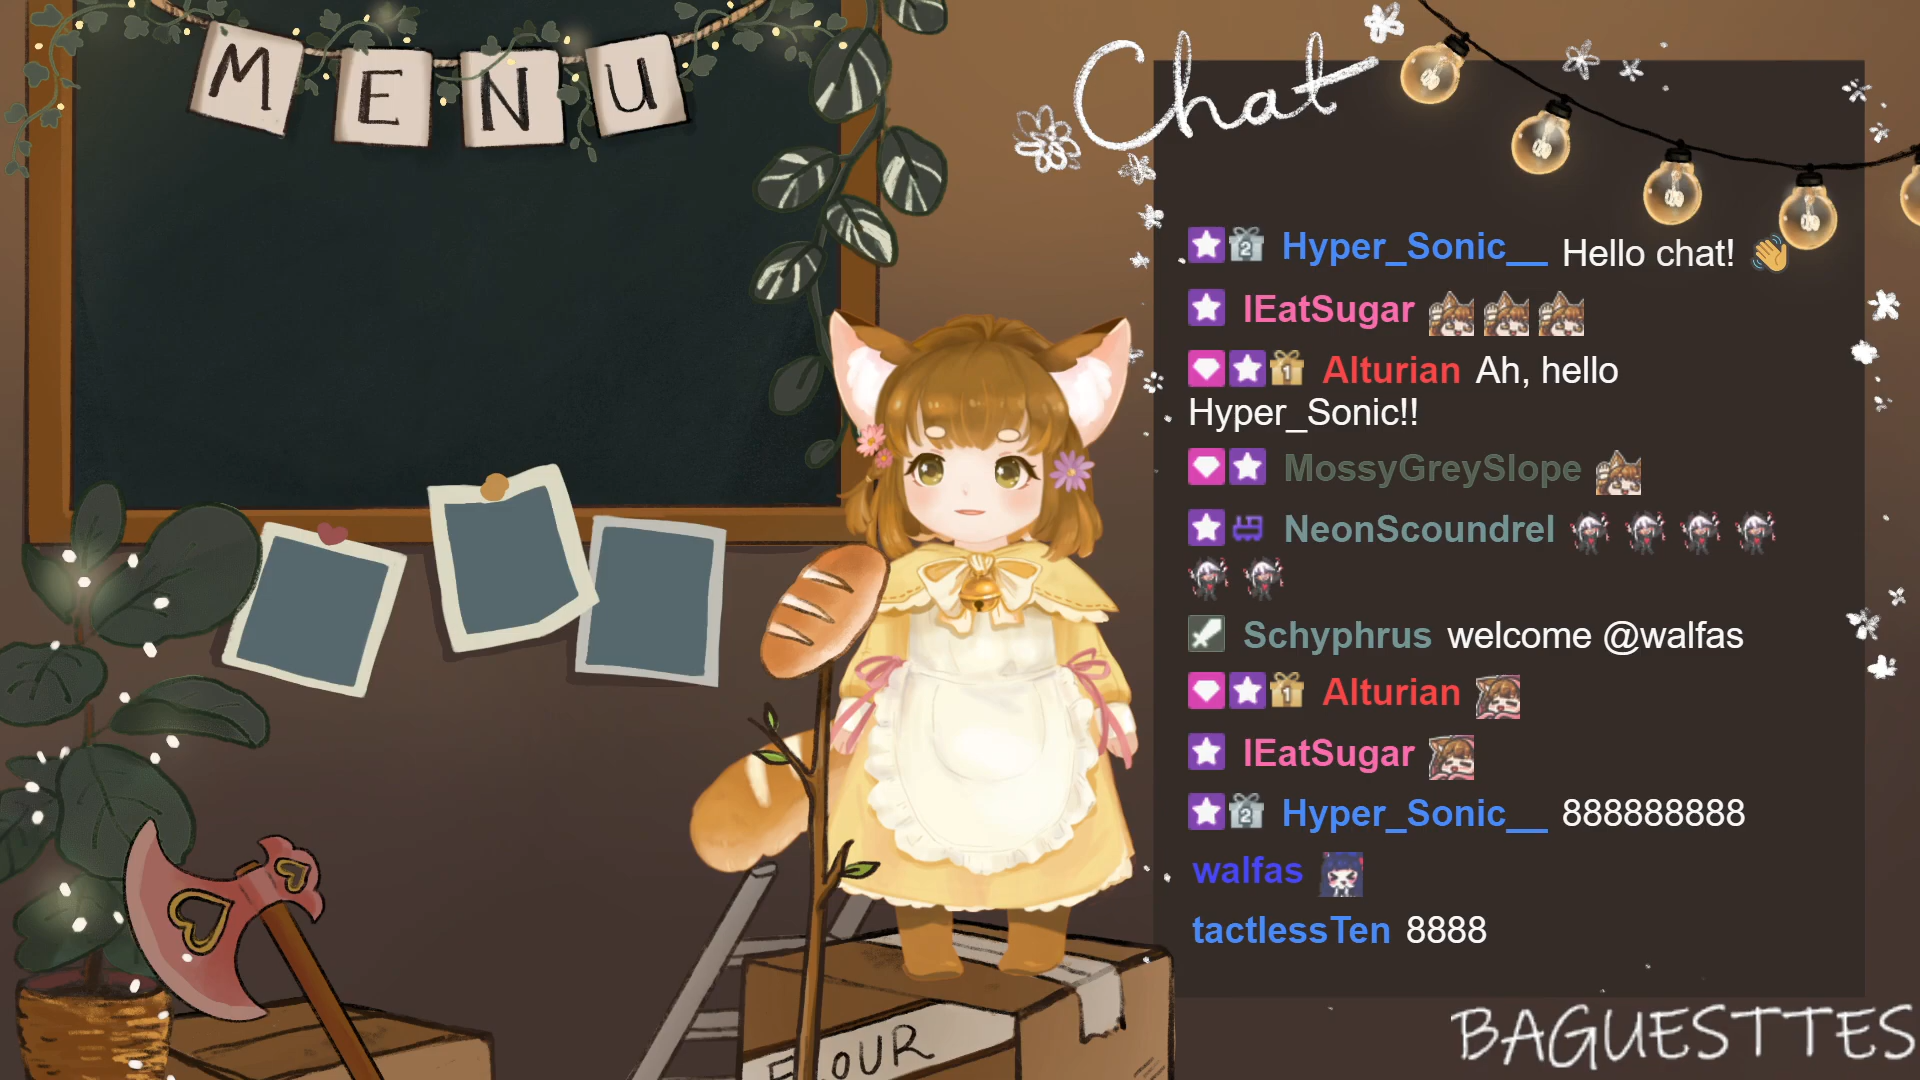 MENU
Chat
Hyper_Sonic__ Hello chat! 👋
IEatSugar
Alturian Ah, hello
Hyper_Sonic!!
MossyGreySlope
NeonScoundrel
Schyphrus welcome @walfas
Alturian
IEatSugar
Hyper_Sonic__ 888888888
walfas
tactlessTen 8888
FLOUR
BAGUESTTES